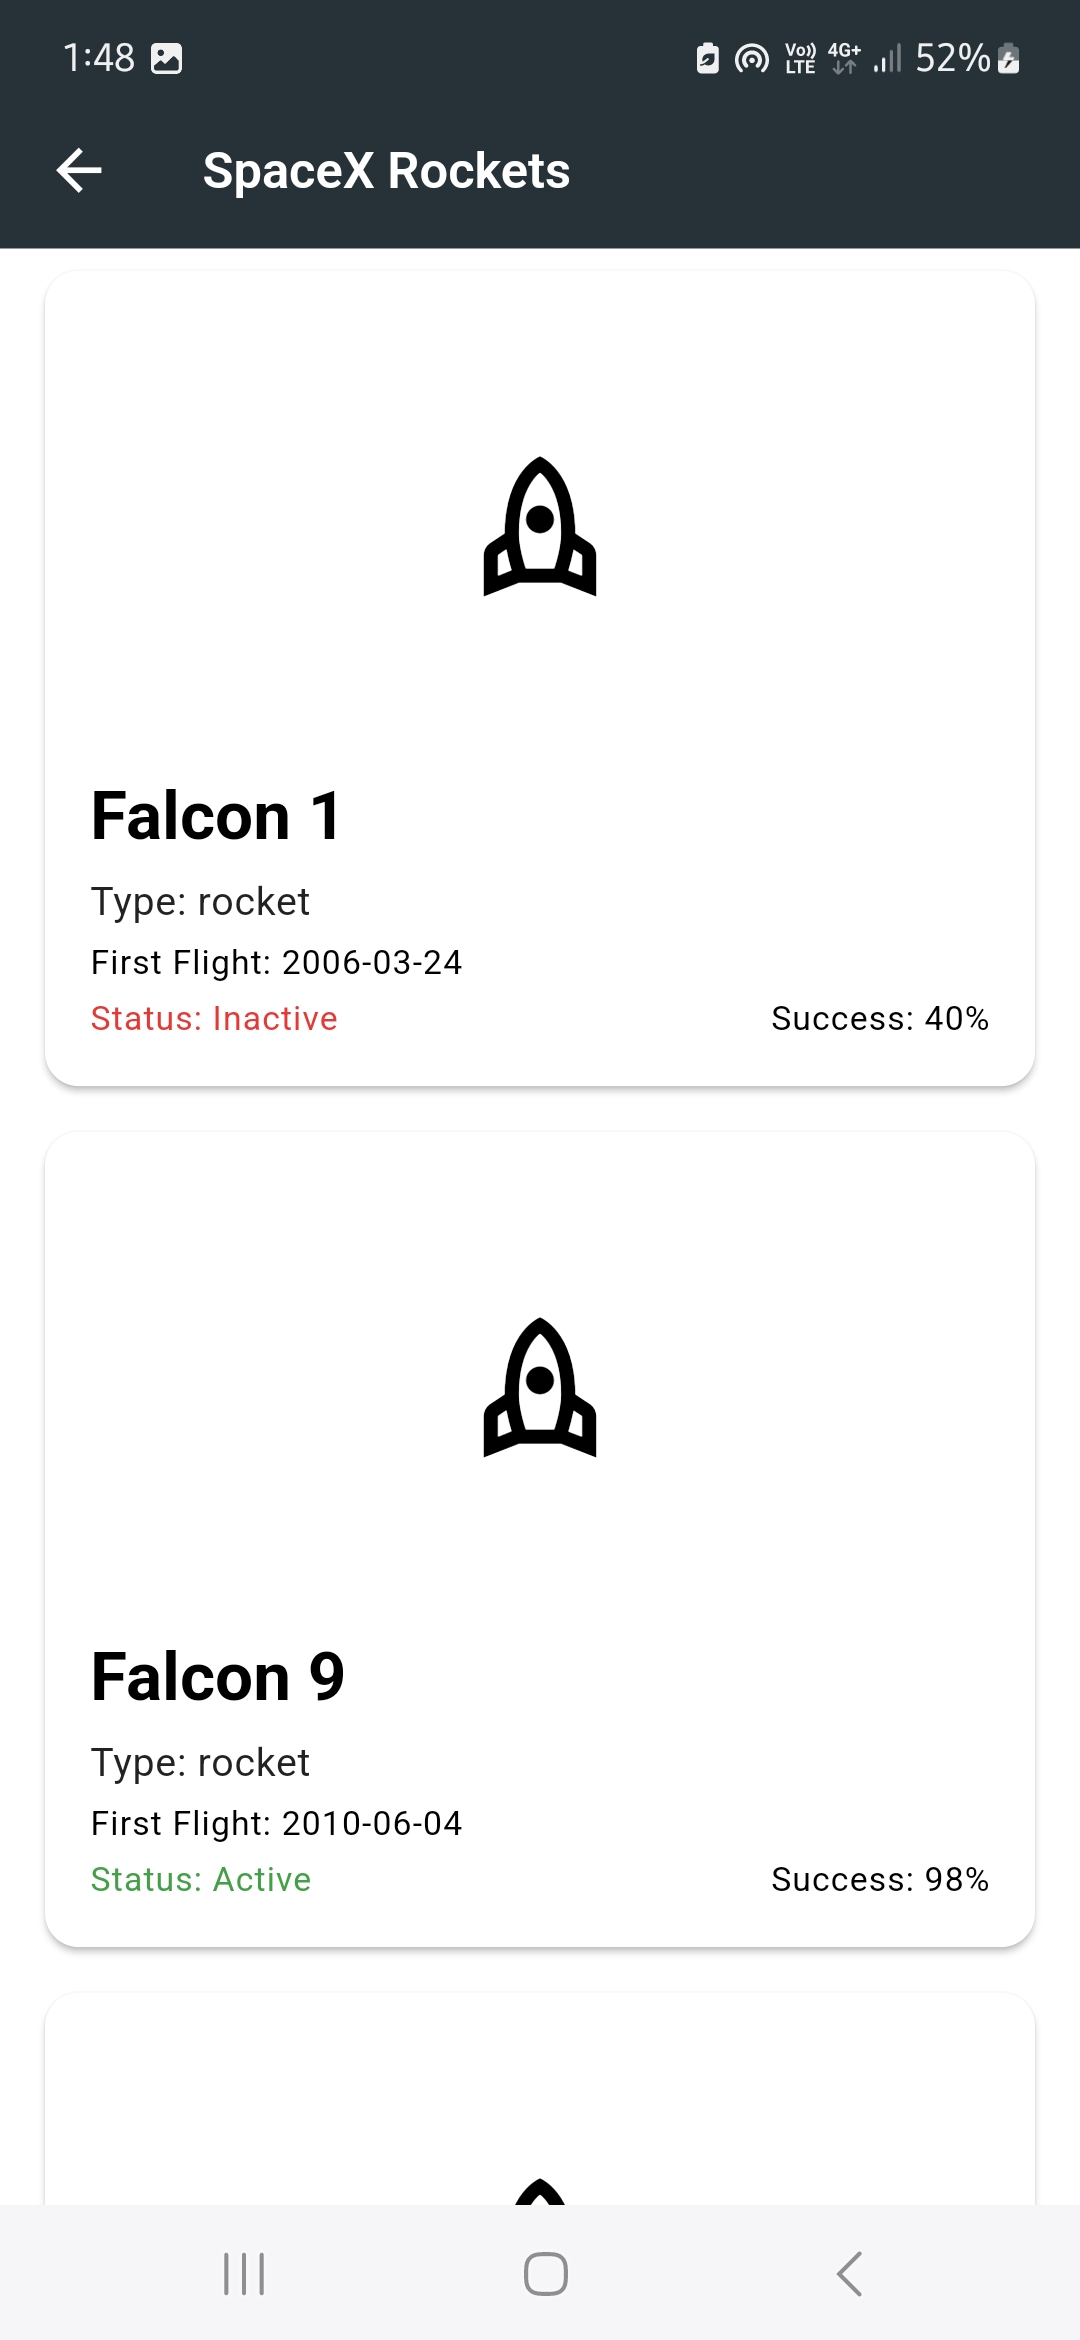 1:48 Vo)) LTE 4G+ 52%
SpaceX Rockets
Falcon 1
Type: rocket
First Flight: 2006-03-24
Status: Inactive Success: 40%
Falcon 9
Type: rocket
First Flight: 2010-06-04
Status: Active Success: 98%